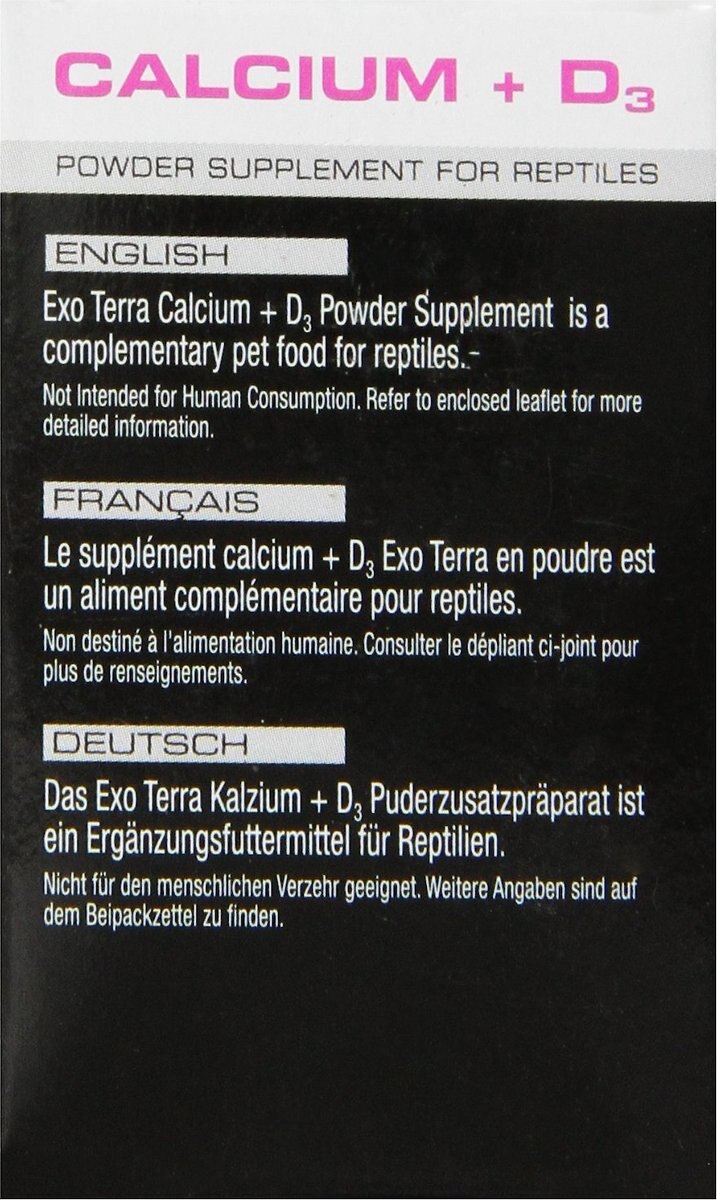 CALCIUM + D3
POWDER SUPPLEMENT FOR REPTILES
ENGLISH
Exo Terra Calcium + D3 Powder Supplement is a
complementary pet food for reptiles.-
Not Intended for Human Consumption. Refer to enclosed leaflet for more
detailed information.
FRANÇAIS
Le supplément calcium + D3 Exo Terra en poudre est
un aliment complémentaire pour reptiles.
Non destiné à l'alimentation humaine. Consulter le dépliant ci-joint pour
plus de renseignements.
DEUTSCH
Das Exo Terra Kalzium + D3 Puderzusatzpräparat ist
ein Ergänzungsfuttermittel für Reptilien.
Nicht für den menschlichen Verzehr geeignet. Weitere Angaben sind auf
dem Beipackzettel zu finden.